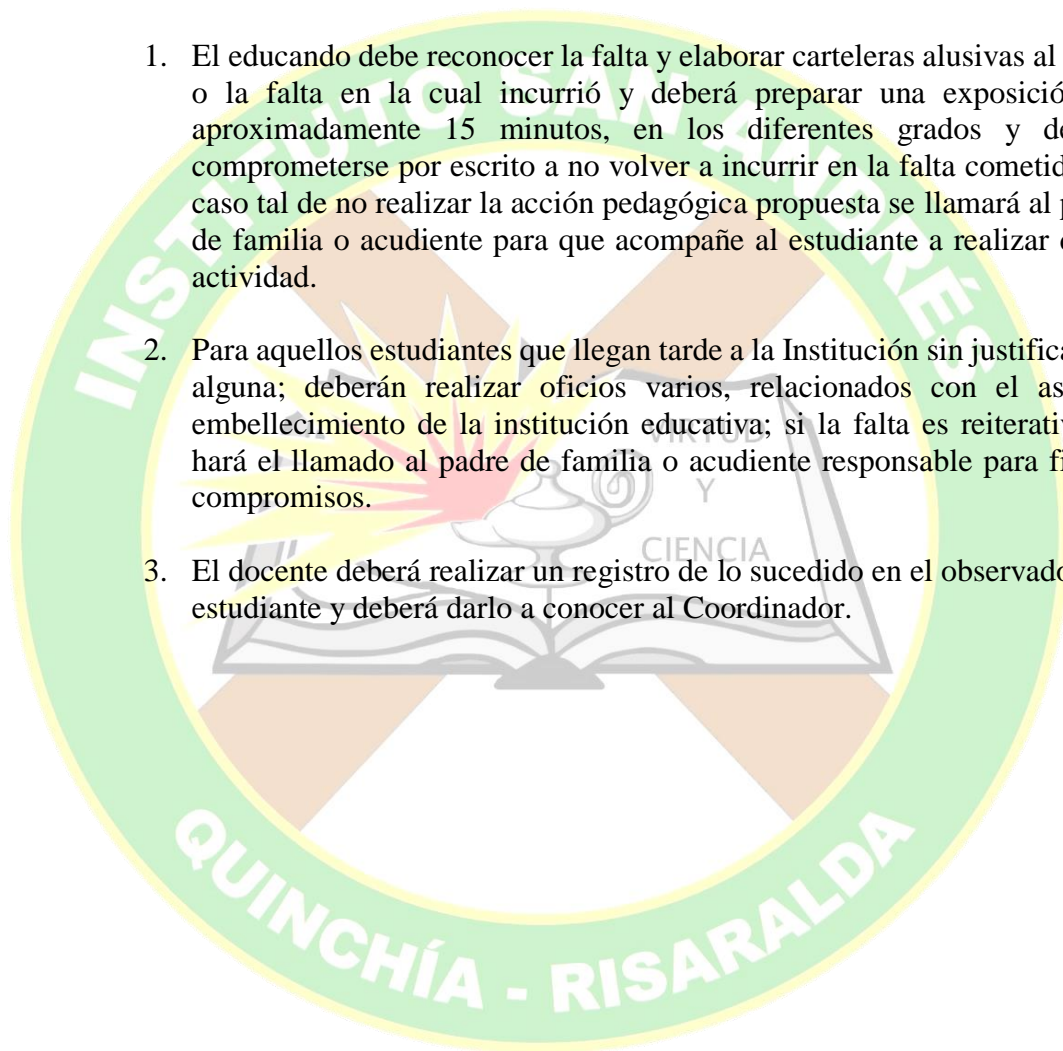 1. El educando debe reconocer la falta y elaborar carteleras alusivas al
o la falta en la cual incurrió y deberá preparar una
aproximadamente 15 minutos, en los diferentes grados y
comprometerse por escrito a no volver a incurrir en la falta
caso tal de no realizar la acción pedagógica propuesta se llamará al
de familia o acudiente para que acompañe al estudiante a realizar
actividad.
2. Para aquellos estudiantes que llegan tarde a la Institución sin
alguna; deberán realizar oficios varios, relacionados con el
embellecimiento de la institución educativa; si la falta es
hará el llamado al padre de familia o acudiente responsable para
compromisos.
3. El docente deberá realizar un registro de lo sucedido en el
estudiante y deberá darlo a conocer al Coordinador.
INSTITUTO SAN ANDRÉS
VIRTUD
Y
CIENCIA
QUINCHÍA - RISARALDA